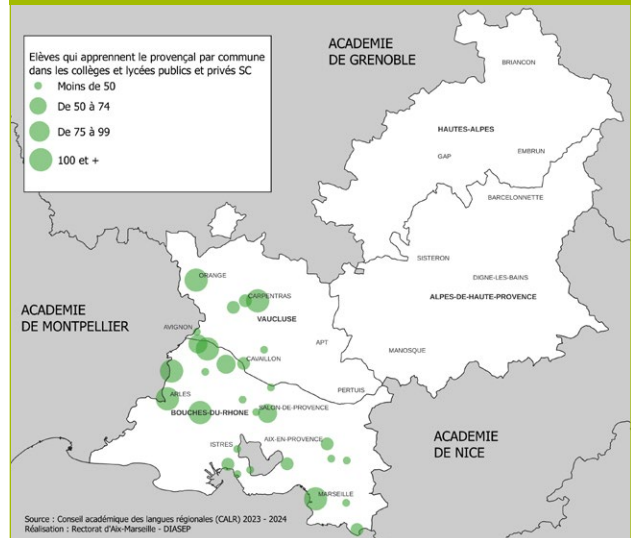 Elèves qui apprennent le provençal par commune
dans les collèges et lycées publics et privés SC
Moins de 50
De 50 à 74
De 75 à 99
100 et +
ACADEMIE
DE GRENOBLE
BRIANCON
HAUTES-ALPES
GAP
EMBRUN
BARCELONNETTE
SISTERON
DIGNE-LES-BAINS
ALPES-DE-HAUTE-PROVENCE
MANOSQUE
ORANGE
CARPENTRAS
VAUCLUSE
ACADEMIE
DE MONTPELLIER
AVIGNON
APT
CAVAILLON
PERTUIS
ARLES
BOUCHES-DU-RHONE
SALON-DE-PROVENCE
ISTRES
AIX-EN-PROVENCE
ACADEMIE
DE NICE
MARSEILLE
Source : Conseil académique des langues régionales (CALR) 2023 - 2024
Réalisation : Rectorat d'Aix-Marseille - DIASEP